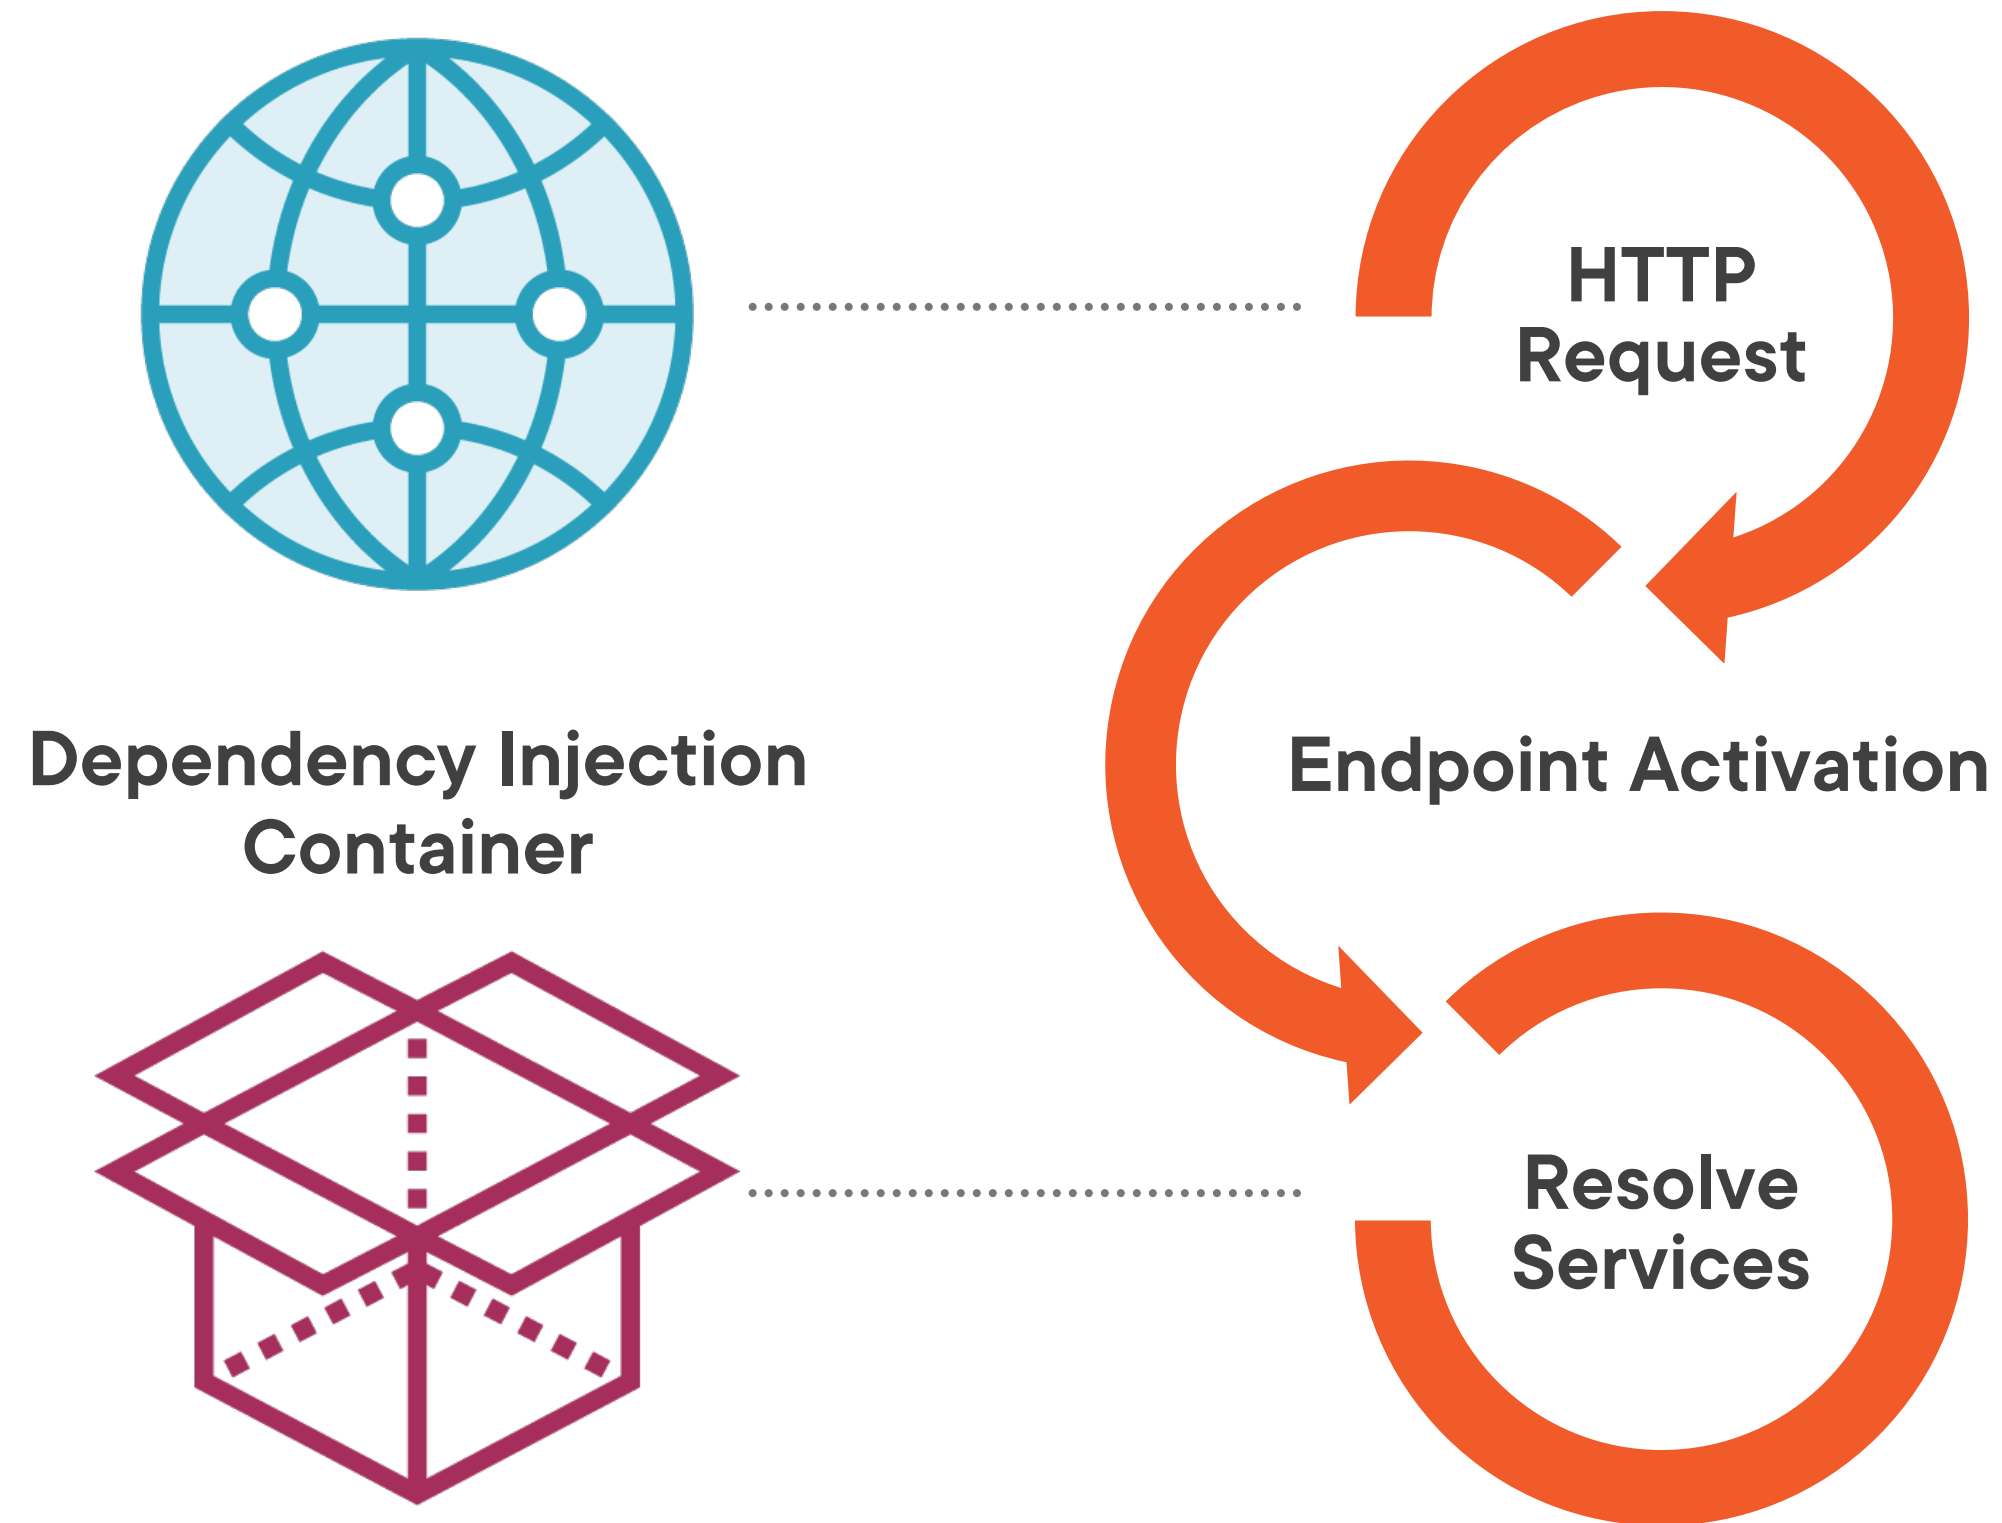 HTTP
Request
Dependency Injection
Container
Endpoint Activation
Resolve
Services